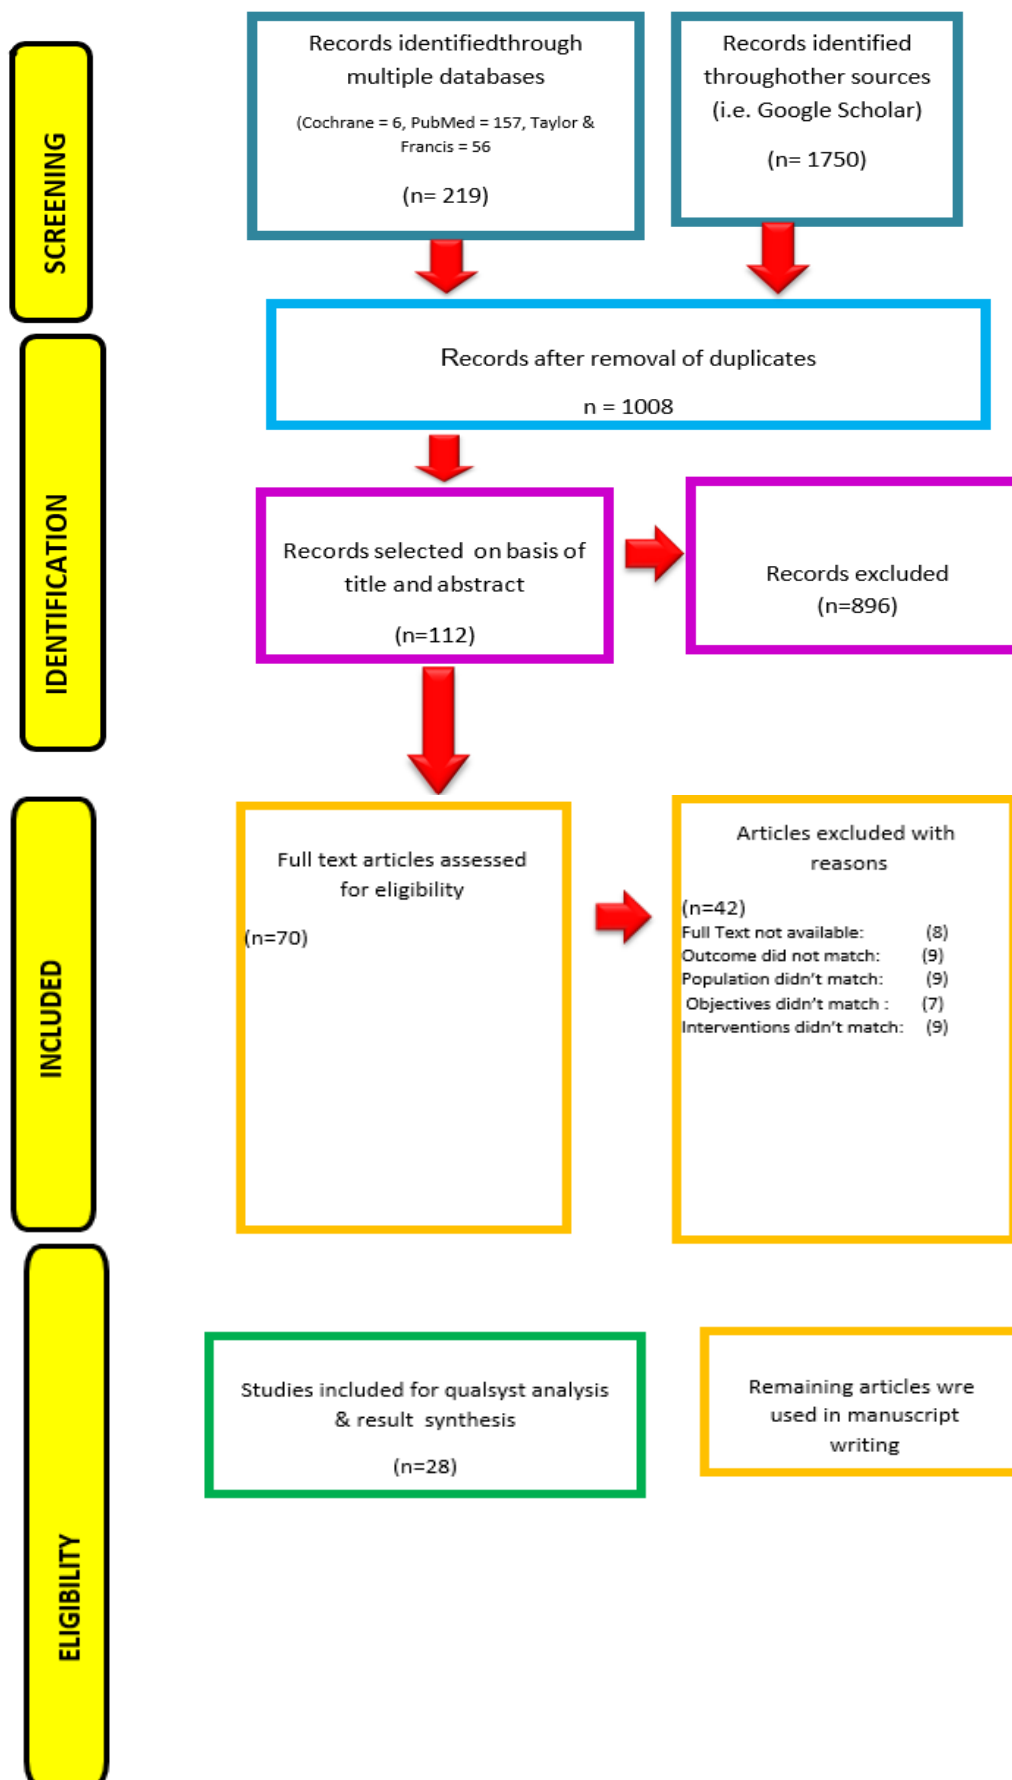 SCREENING
Records identifiedthrough
multiple databases
(Cochrane = 6, PubMed = 157, Taylor &
Francis = 56
(n= 219)
Records identified
throughother sources
(i.e. Google Scholar)
(n= 1750)
IDENTIFICATION
Records after removal of duplicates
n = 1008
Records selected on basis of
title and abstract
(n=112)
Records excluded
(n=896)
INCLUDED
Full text articles assessed
for eligibility
(n=70)
Articles excluded with
reasons
(n=42)
Full Text not available: (8)
Outcome did not match: (9)
Population didn’t match: (9)
Objectives didn’t match : (7)
Interventions didn’t match: (9)
ELIGIBILITY
Studies included for qualsyst analysis
& result synthesis
(n=28)
Remaining articles wre
used in manuscript
writing